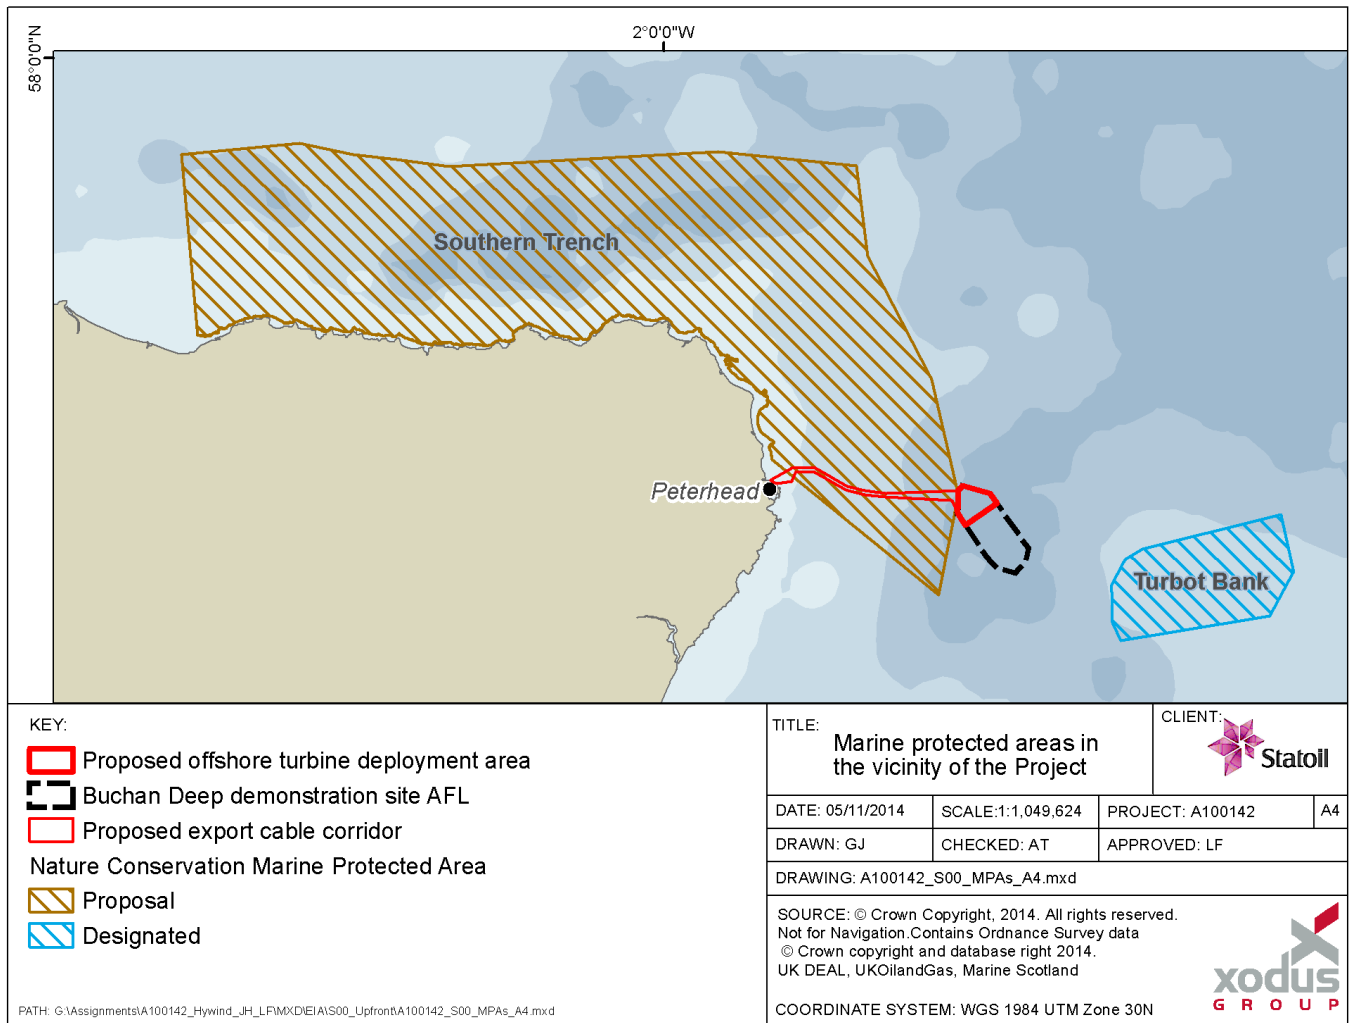 2°0'0"W
58°0'0"N
Southern Trench
Peterhead
Turbot Bank
KEY:
Proposed offshore turbine deployment area
Buchan Deep demonstration site AFL
Proposed export cable corridor
Nature Conservation Marine Protected Area
Proposal
Designated
PATH: G:\Assignments\A100142_Hywind_JH_LF\MXD\EIA\S00_Upfront\A100142_S00_MPAs_A4.mxd
TITLE:
Marine protected areas in
the vicinity of the Project
CLIENT:
Statoil
DATE: 05/11/2014
SCALE:1:1,049,624
PROJECT: A100142
A4
DRAWN: GJ
CHECKED: AT
APPROVED: LF
DRAWING: A100142_S00_MPAs_A4.mxd
SOURCE: © Crown Copyright, 2014. All rights reserved.
Not for Navigation.Contains Ordnance Survey data
© Crown copyright and database right 2014.
UK DEAL, UKOilandGas, Marine Scotland
COORDINATE SYSTEM: WGS 1984 UTM Zone 30N
xodus
GROUP